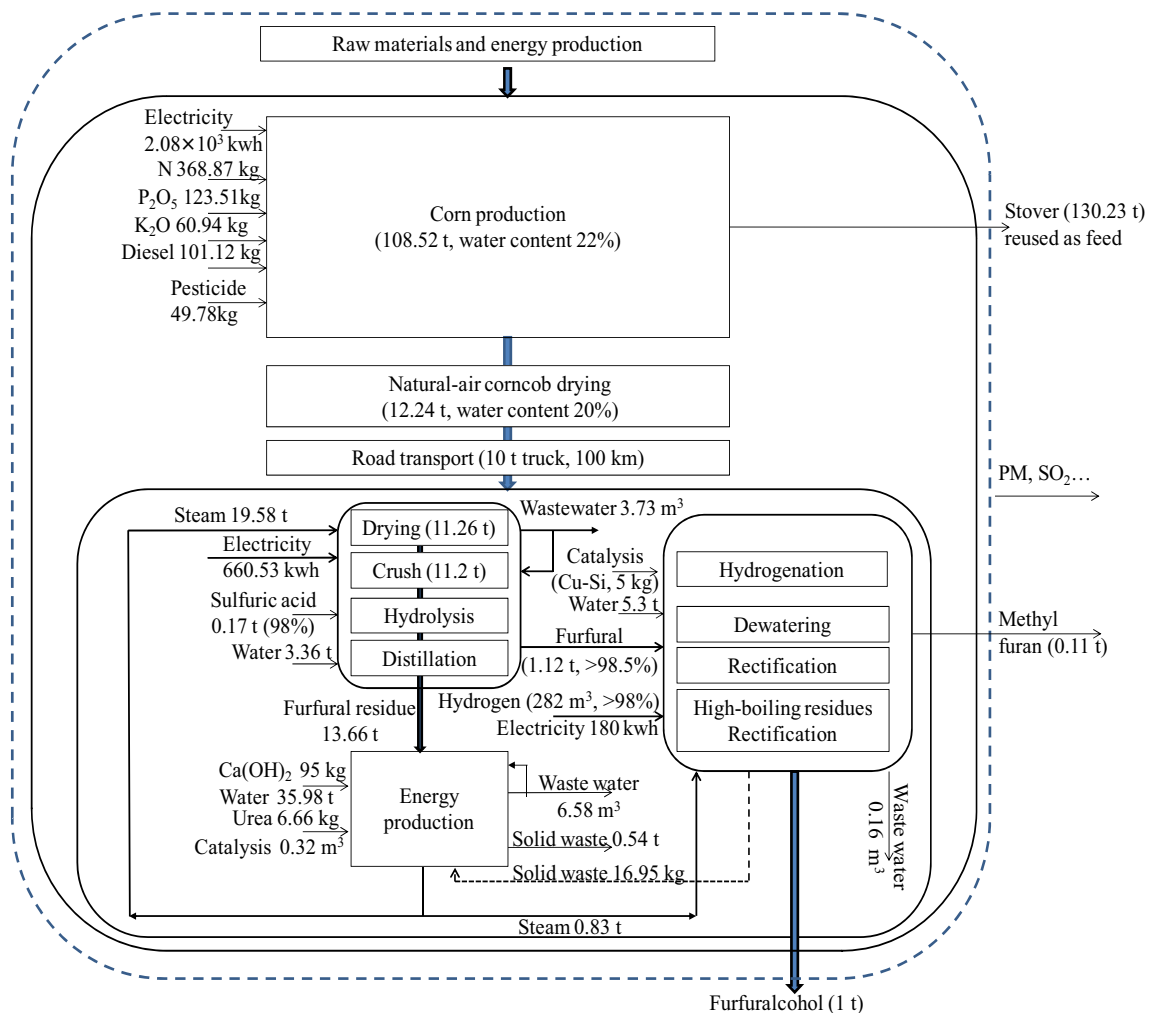 Raw materials and energy production
Electricity
2.08×10³ kwh
N 368.87 kg
P₂O₅ 123.51kg
K₂O 60.94 kg
Diesel 101.12 kg
Pesticide
49.78kg
Corn production
(108.52 t, water content 22%)
Stover (130.23 t)
reused as feed
Natural-air corncob drying
(12.24 t, water content 20%)
Road transport (10 t truck, 100 km)
PM, SO₂…
Steam 19.58 t
Electricity
660.53 kwh
Sulfuric acid
0.17 t (98%)
Water 3.36 t
Drying (11.26 t)
Crush (11.2 t)
Hydrolysis
Distillation
Wastewater 3.73 m³
Catalysis
(Cu-Si, 5 kg)
Water 5.3 t
Furfural
(1.12 t, >98.5%)
Hydrogen (282 m³, >98%)
Electricity 180 kwh
Hydrogenation
Dewatering
Rectification
High-boiling residues
Rectification
Methyl
furan (0.11 t)
Furfural residue
13.66 t
Ca(OH)₂ 95 kg
Water 35.98 t
Urea 6.66 kg
Catalysis 0.32 m³
Energy
production
Waste water
6.58 m³
Solid waste 0.54 t
Solid waste 16.95 kg
Waste water
0.16 m³
Steam 0.83 t
Furfuralcohol (1 t)